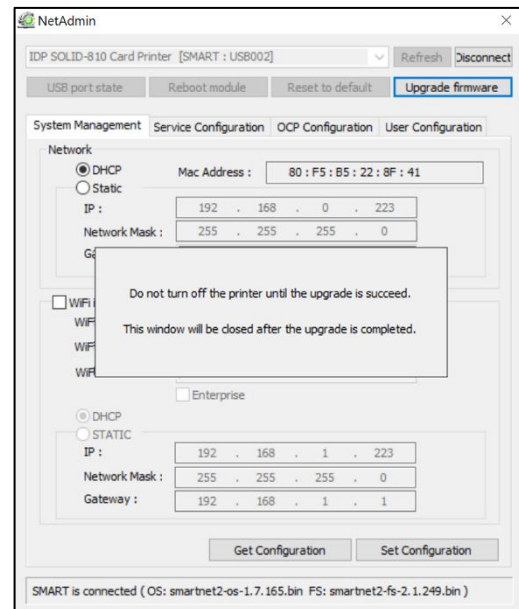 NetAdmin
IDP SOLID-810 Card Printer [SMART : USB002] Refresh Disconnect
USB port state Reboot module Reset to default Upgrade firmware
System Management Service Configuration OCP Configuration User Configuration
Network
DHCP Mac Address : 80 : F5 : B5 : 22 : 8F : 41
Static
IP : 192 . 168 . 0 . 223
Network Mask : 255 . 255 . 255 . 0
Do not turn off the printer until the upgrade is succeed.
This window will be closed after the upgrade is completed.
WiFi
Enterprise
DHCP
STATIC
IP : 192 . 168 . 1 . 223
Network Mask : 255 . 255 . 255 . 0
Gateway : 192 . 168 . 1 . 1
Get Configuration Set Configuration
SMART is connected ( OS: smartnet2-os-1.7.165.bin FS: smartnet2-fs-2.1.249.bin )